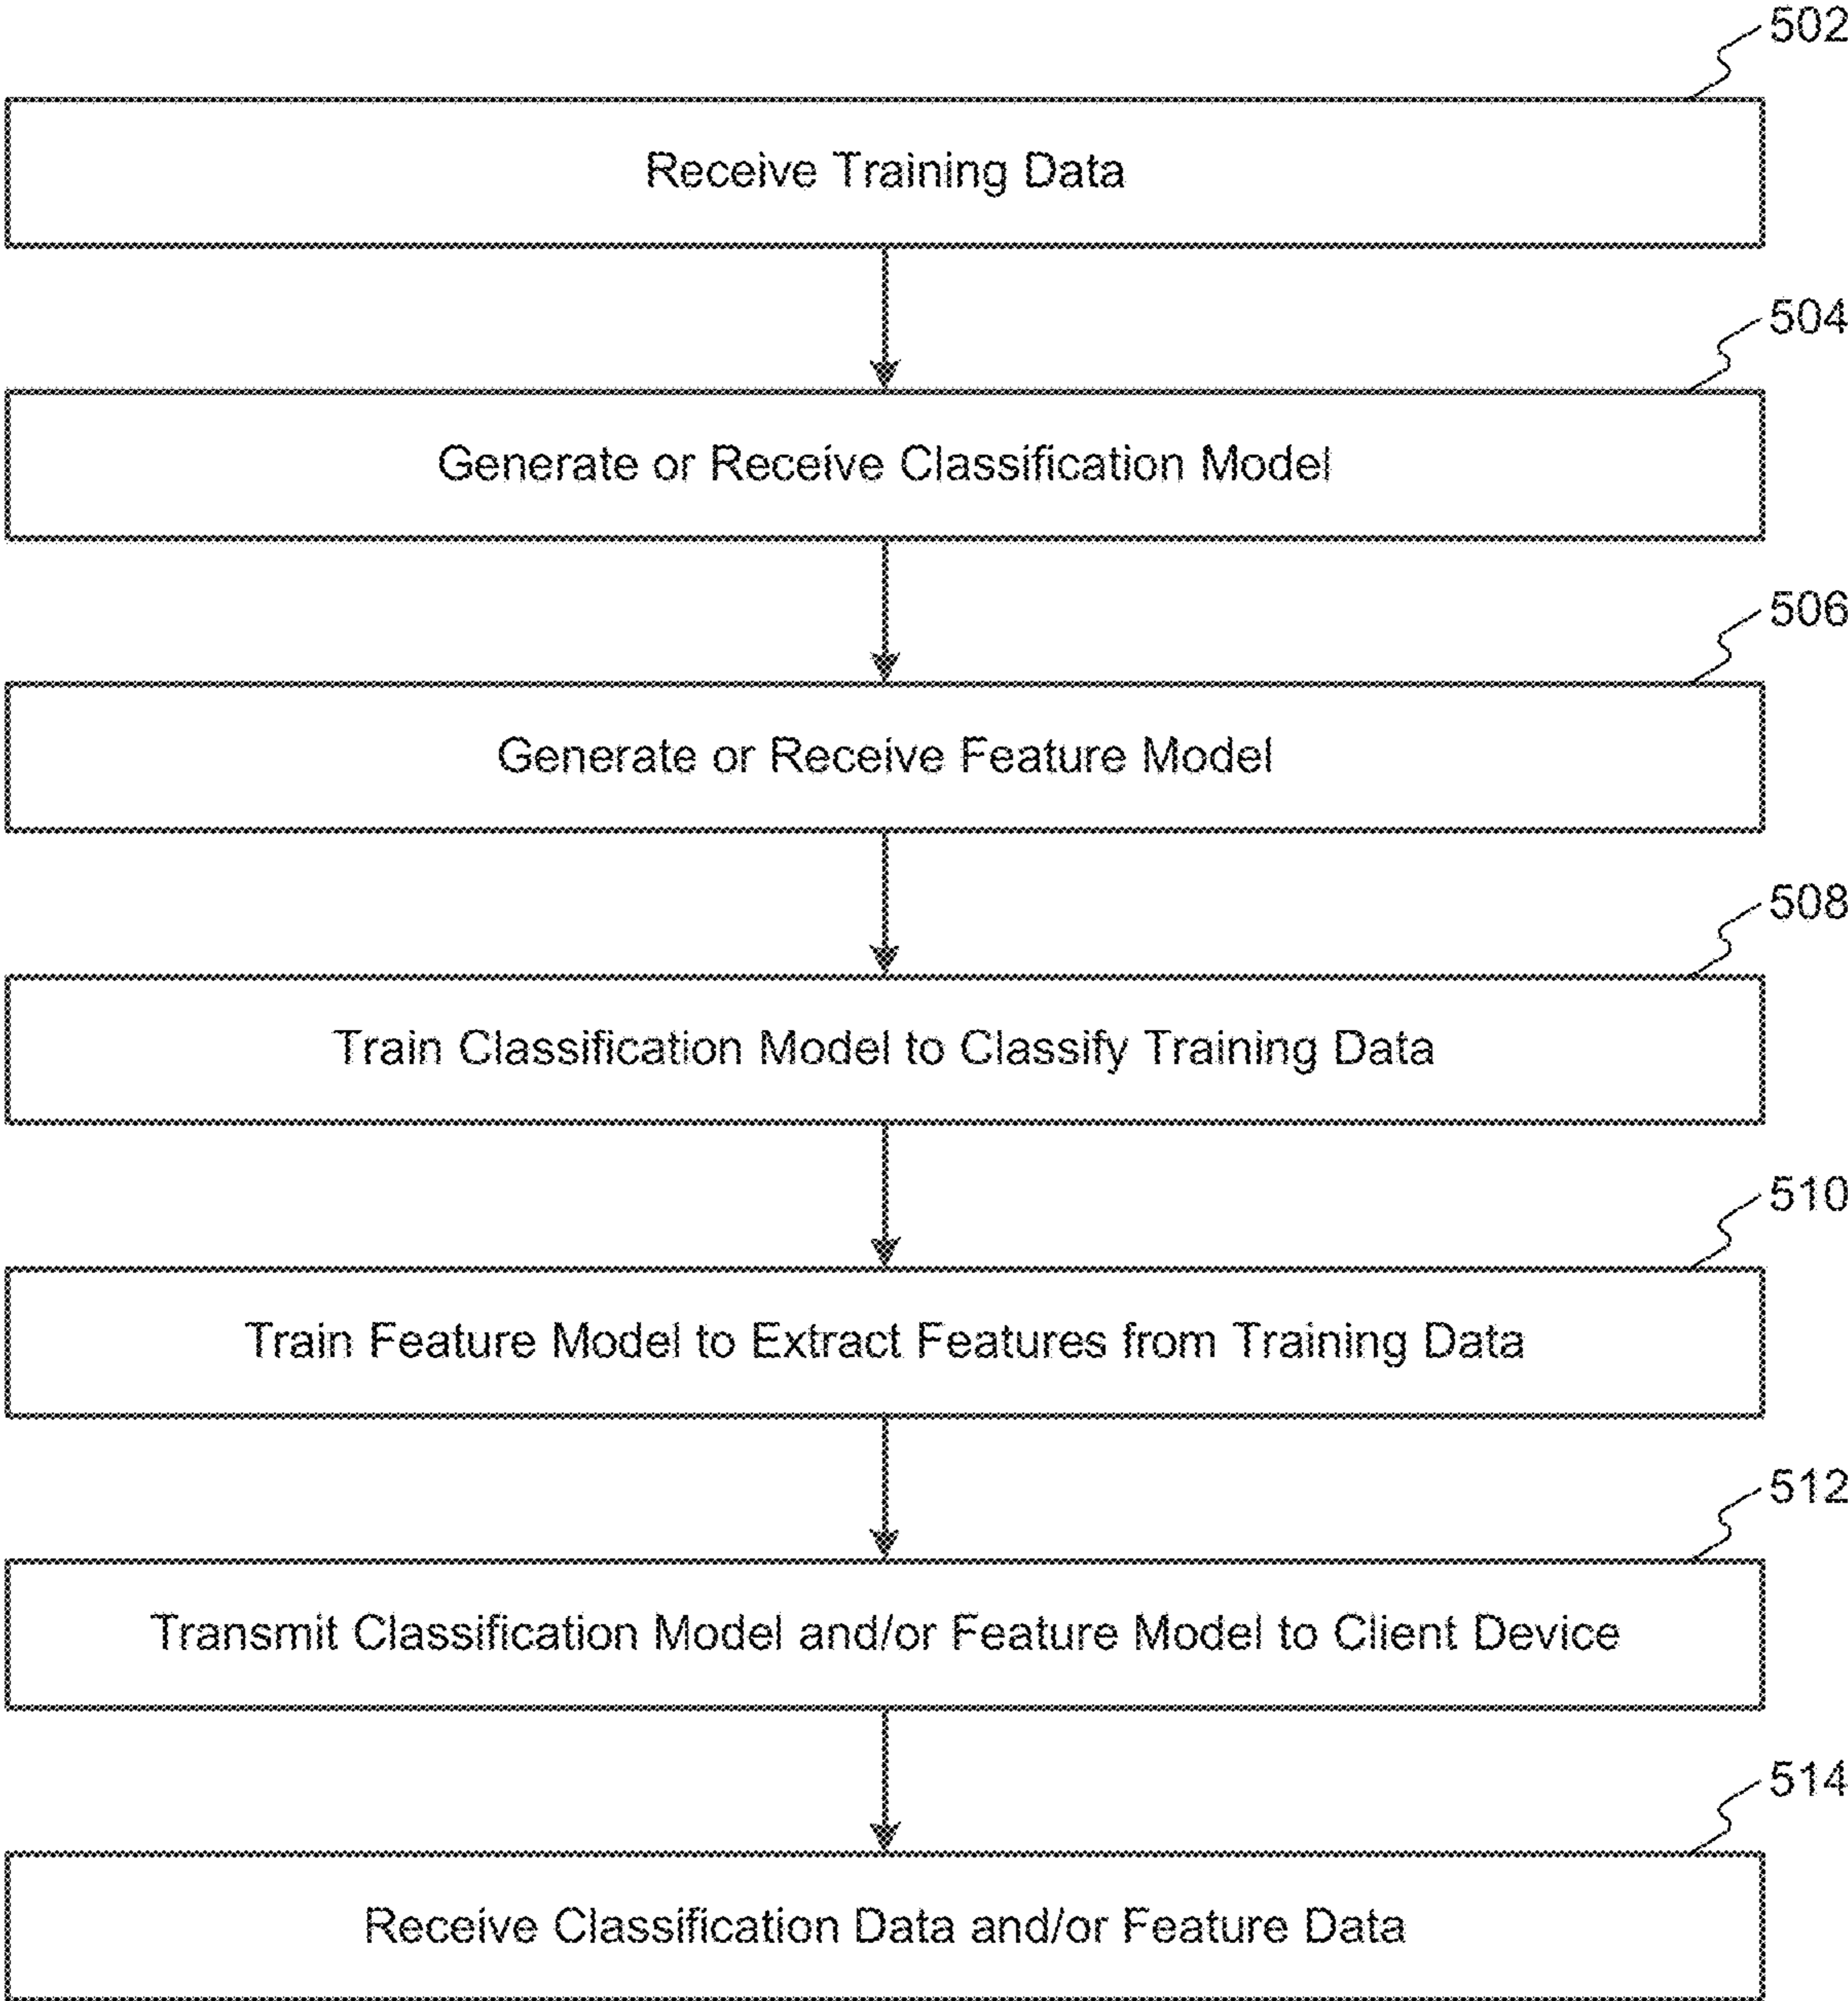 502
Receive Training Data
504
Generate or Receive Classification Model
506
Generate or Receive Feature Model
508
Train Classification Model to Classify Training Data
510
Train Feature Model to Extract Features from Training Data
512
Transmit Classification Model and/or Feature Model to Client Device
514
Receive Classification Data and/or Feature Data